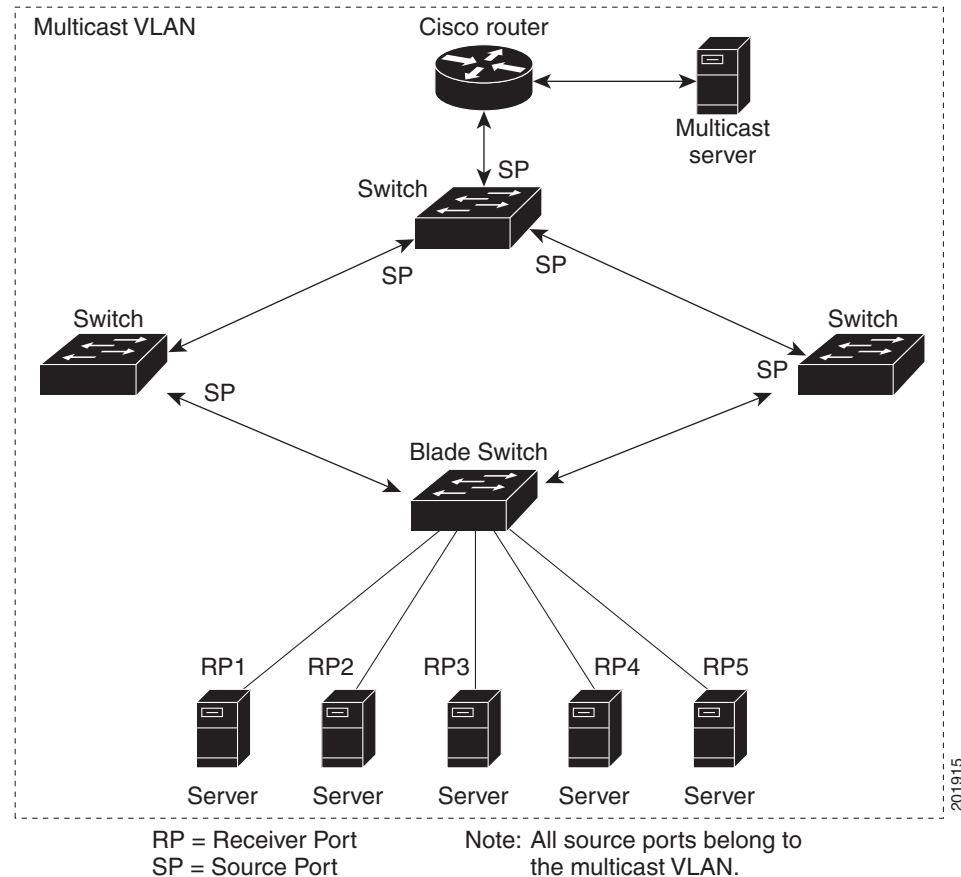 Multicast VLAN
Cisco router
Multicast
server
SP
Switch
SP
SP
Switch
Switch
SP
SP
Blade Switch
RP1
RP2
RP3
RP4
RP5
Server
Server
Server
Server
Server
201915
RP = Receiver Port
SP = Source Port
Note: All source ports belong to
the multicast VLAN.